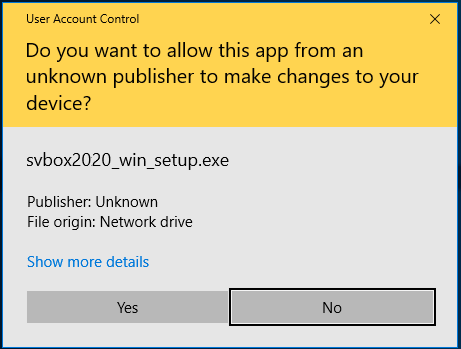 User Account Control
Do you want to allow this app from an
unknown publisher to make changes to your
device?
svbox2020_win_setup.exe
Publisher: Unknown
File origin: Network drive
Show more details
Yes
No